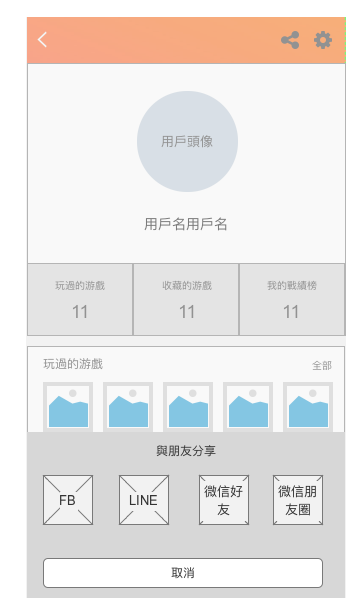 用戶頭像
用戶名用戶名
玩過的游戲 收藏的游戲 我的戰績榜
11 11 11
玩過的游戲 全部
與朋友分享
FB LINE 微信好友 微信朋友圈
取消